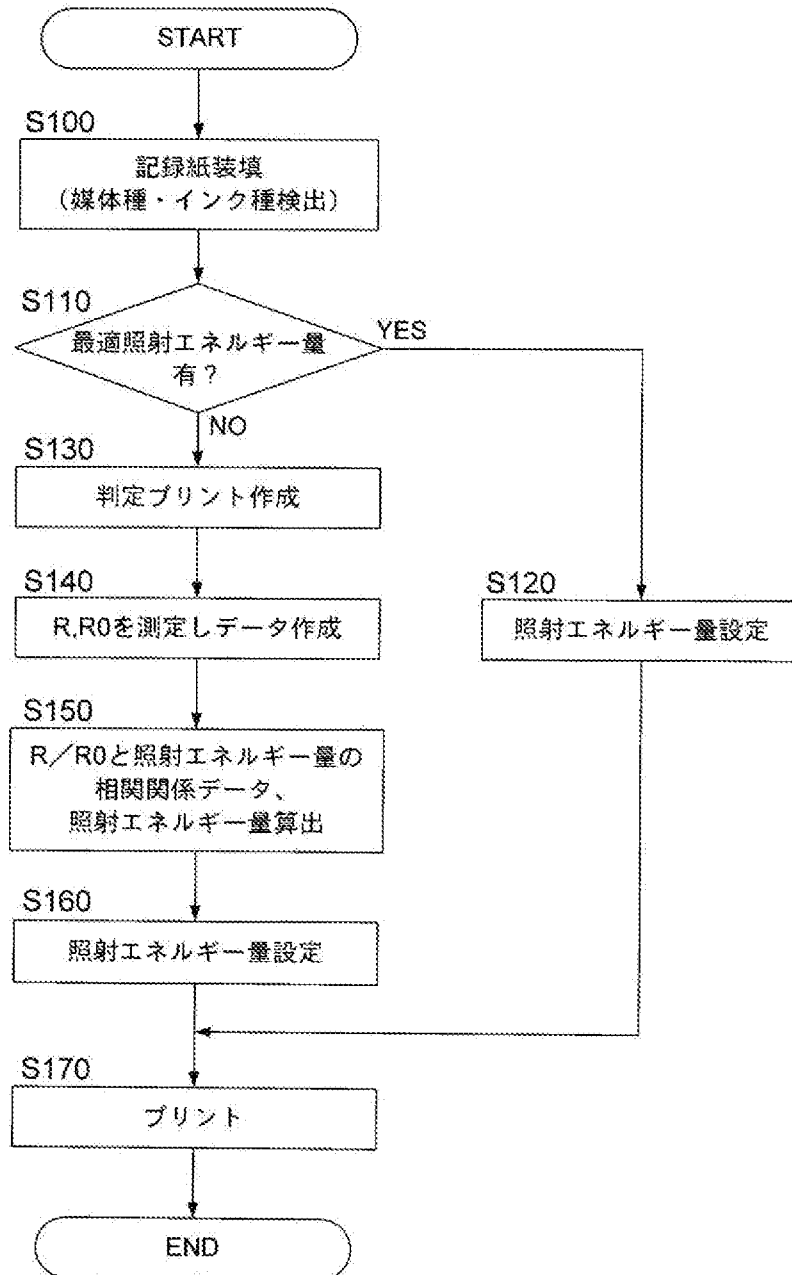 START
S100
記録紙装填
（媒体種・インク種検出）
S110
最適照射エネルギー量
有？
YES
NO
S130
判定プリント作成
S140
R,R0を測定しデータ作成
S120
照射エネルギー量設定
S150
R／R0と照射エネルギー量の
相関関係データ、
照射エネルギー量算出
S160
照射エネルギー量設定
S170
プリント
END